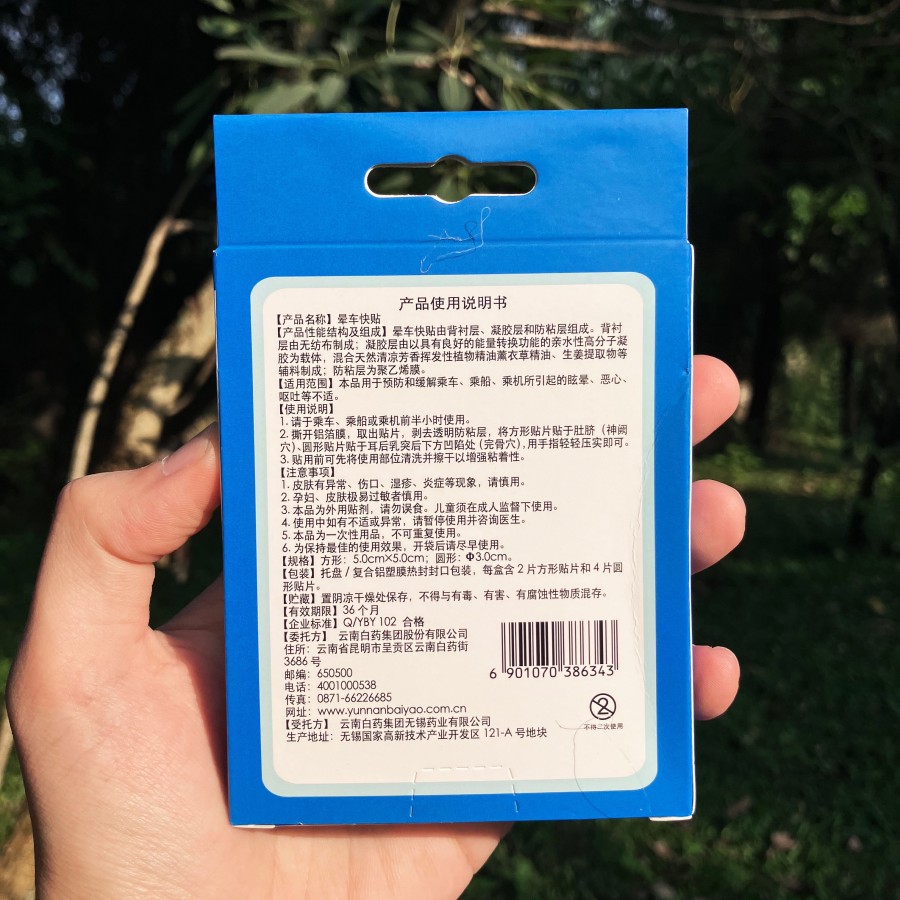 产品使用说明书
【产品名称】晕车快贴
【产品性能结构及组成】晕车快贴由背衬层、凝胶层和防粘层组成。背衬
层由无纺布制成；凝胶层由以具有良好的能量转换功能的亲水性高分子凝
胶为载体，混合天然清凉芳香挥发性植物精油薰衣草精油、生姜提取物等
辅料制成；防粘层为聚乙烯膜。
【适用范围】本品用于预防和缓解乘车、乘船、乘机所引起的眩晕、恶心、
呕吐等不适。
【使用说明】
1. 请于乘车、乘船或乘机前半小时使用。
2. 撕开铝箔膜，取出贴片，剥去透明防粘层，将方形贴片贴于肚脐（神阙
穴）、圆形贴片贴于耳后乳突后下方凹陷处（完骨穴），用手指轻轻压实即可。
3. 贴用前可先将使用部位清洗并擦干以增强粘着性。
【注意事项】
1. 皮肤有异常、伤口、湿疹、炎症等现象，请慎用。
2. 孕妇、皮肤极易过敏者慎用。
3. 本品为外用贴剂，请勿误食。儿童须在成人监督下使用。
4. 使用中如有不适或异常，请暂停使用并咨询医生。
5. 本品为一次性用品，不可重复使用。
6. 为保持最佳的使用效果，开袋后请尽早使用。
【规格】方形：5.0cm×5.0cm；圆形：Φ3.0cm。
【包装】托盘/复合铝塑膜热封封口包装，每盒含 2 片方形贴片和 4 片圆
形贴片。
【贮藏】置阴凉干燥处保存，不得与有毒、有害、有腐蚀性物质混存。
【有效期限】36 个月
【企业标准】Q/YBY 102 合格
【委托方】 云南白药集团股份有限公司
住所：云南省昆明市呈贡区云南白药街
3686 号
邮编：650500
电话：4001000538
传真：0871-66226685
网址：www.yunnanbaiyao.com.cn
【受托方】 云南白药集团无锡药业有限公司
生产地址：无锡国家高新技术产业开发区 121-A 号地块
6 901070 386343
2
不得二次使用